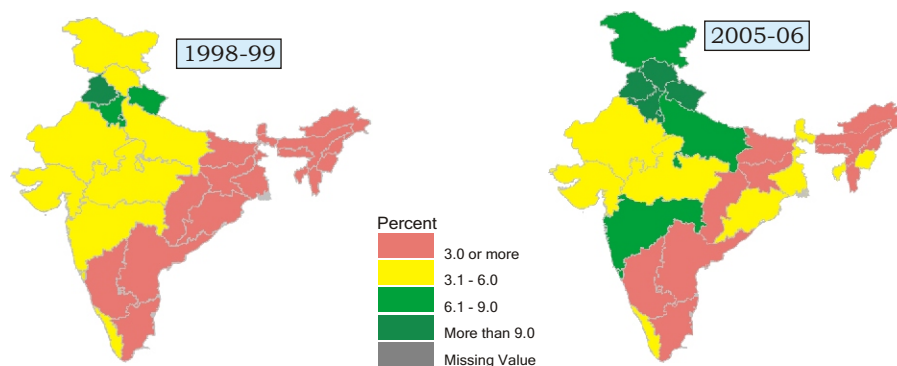 1998-99
2005-06
Percent
3.0 or more
3.1 - 6.0
6.1 - 9.0
More than 9.0
Missing Value